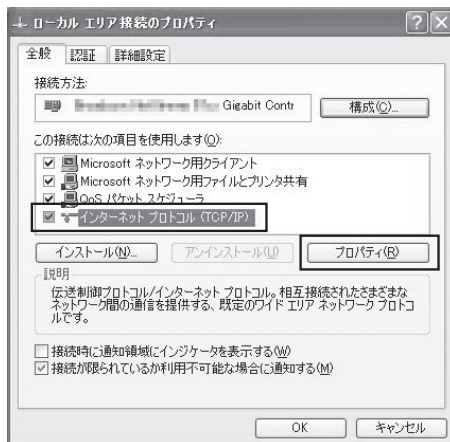 ローカル エリア接続のプロパティ
全般 認証 詳細設定
接続方法:
Gigabit Contr
構成(C)...
この接続は次の項目を使用します(O):
Microsoft ネットワーク用クライアント
Microsoft ネットワーク用ファイルとプリンタ共有
QoS パケット スケジューラ
インターネット プロトコル (TCP/IP)
インストール(N)... アンインストール(U) プロパティ(R)
説明
伝送制御プロトコル/インターネット プロトコル。相互接続されたさまざまな
ネットワーク間の通信を提供する、既定のワイド エリア ネットワーク プロトコ
ルです。
接続時に通知領域にインジケータを表示する(W)
接続が限られているか利用不可能な場合に通知する(M)
OK キャンセル